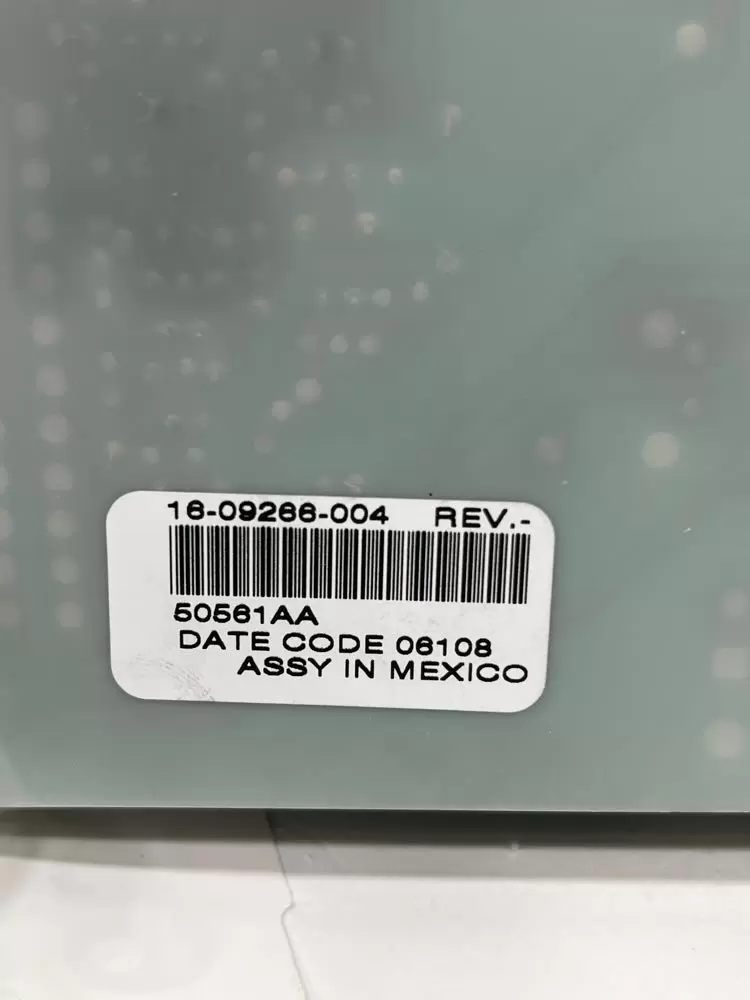 16-09266-004 REV.-
50561AA
DATE CODE 06108
ASSY IN MEXICO